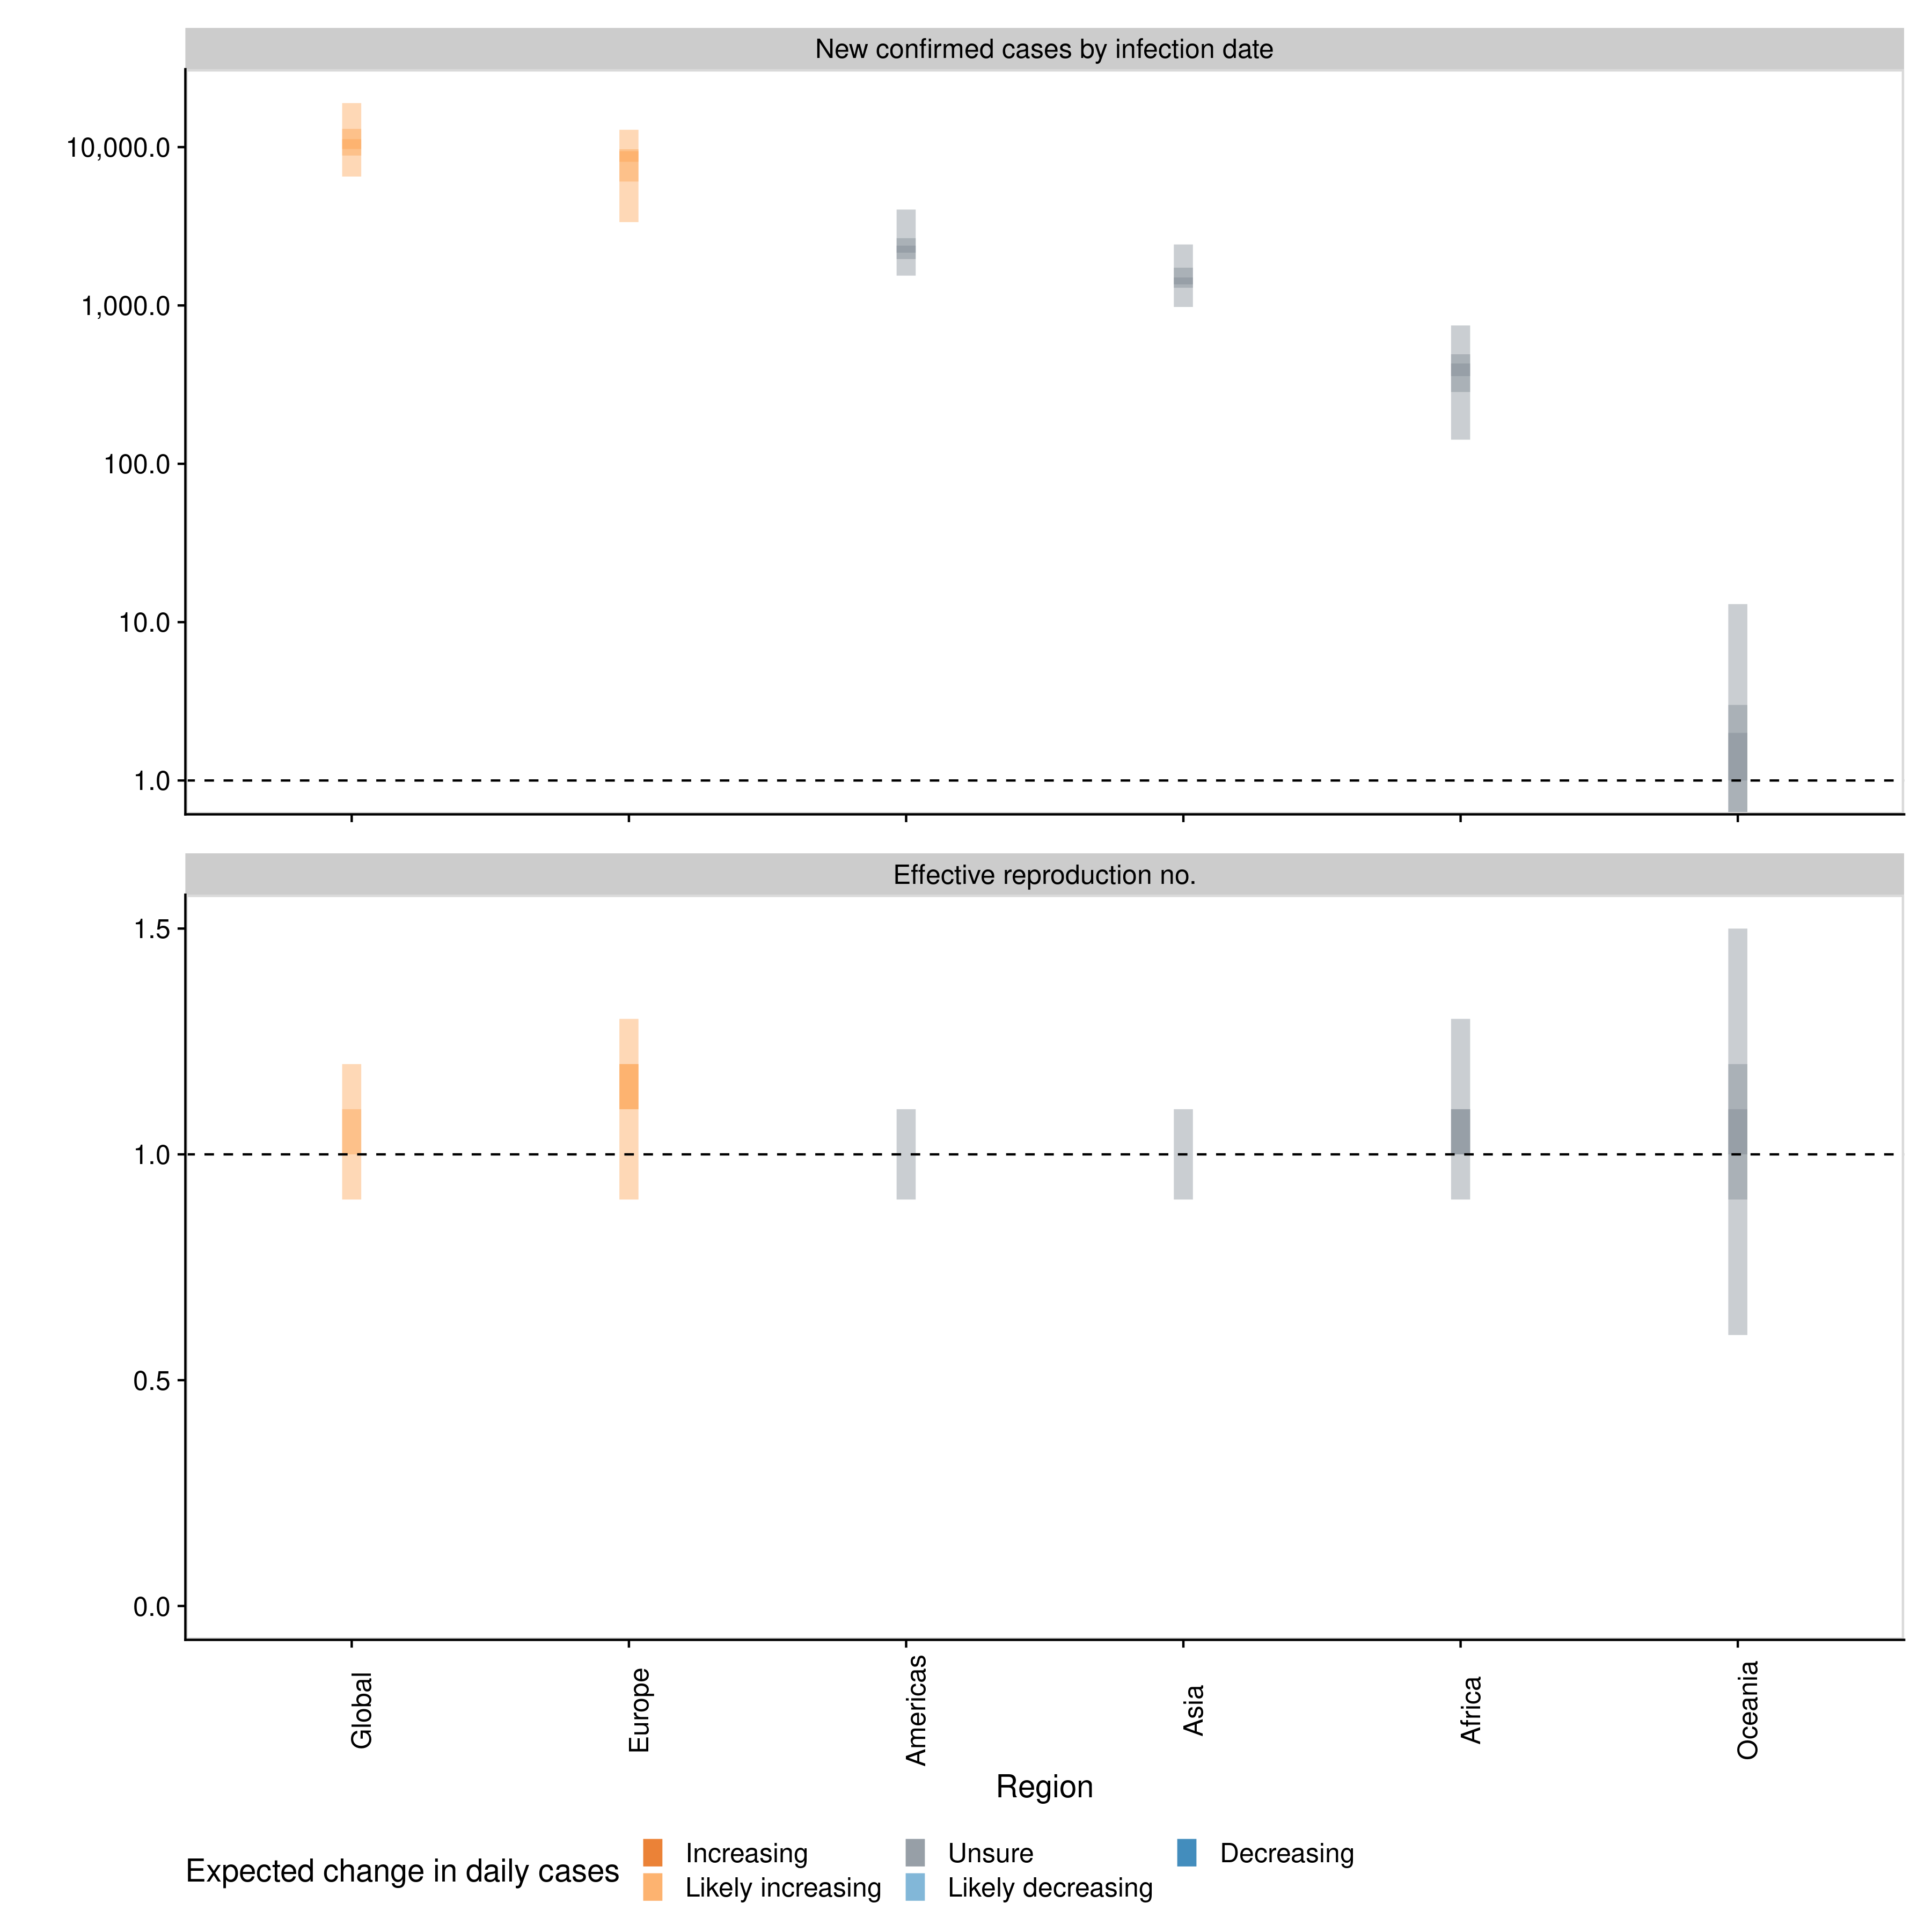 New confirmed cases by infection date
10,000.0
1,000.0
100.0
10.0
1.0
Effective reproduction no.
1.5
1.0
0.5
0.0
Global
Europe
Americas
Asia
Africa
Oceania
Region
Expected change in daily cases
Increasing
Likely increasing
Unsure
Likely decreasing
Decreasing